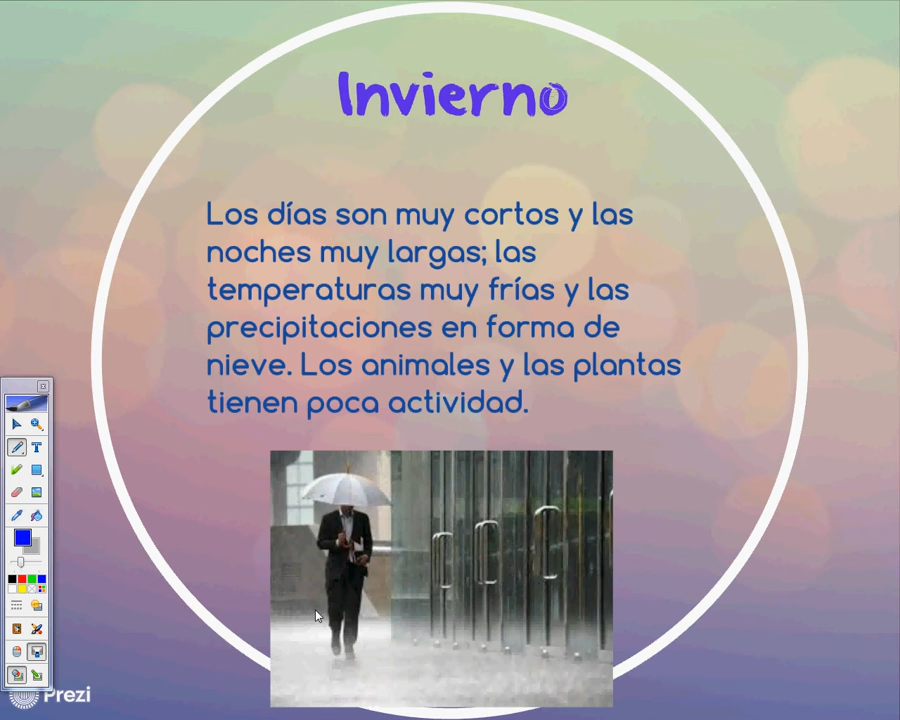 Invierno
Los días son muy cortos y las
noches muy largas; las
temperaturas muy frías y las
precipitaciones en forma de
nieve. Los animales y las plantas
tienen poca actividad.
T
Prezi